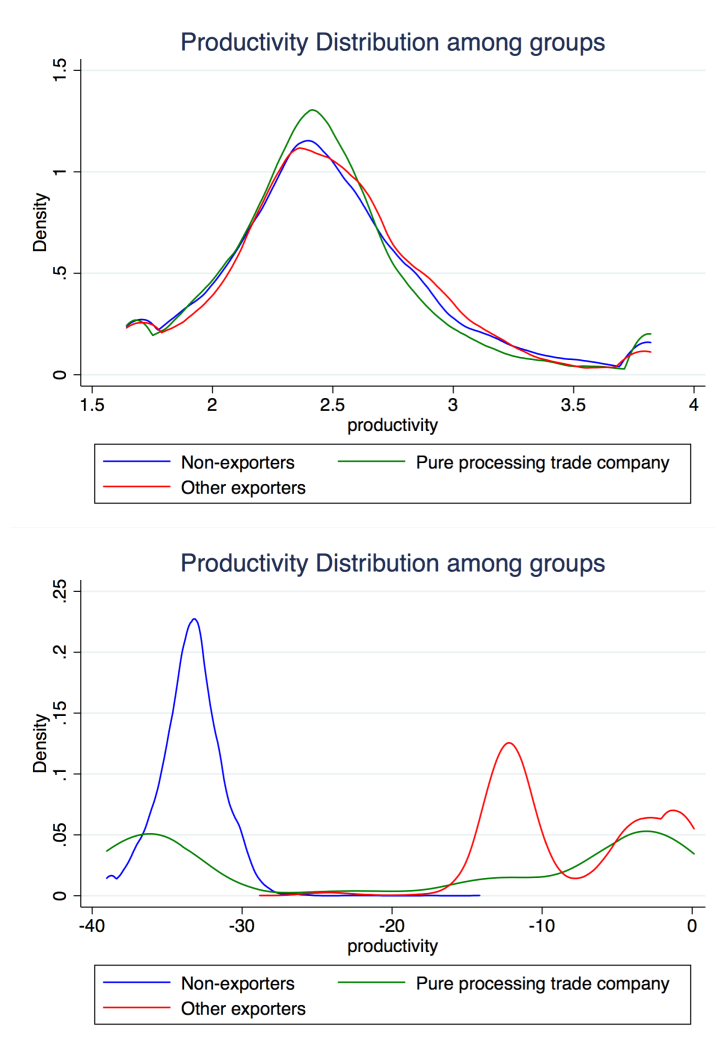 Productivity Distribution among groups
1.5
1
.5
0
Density
1.5 2 2.5 3 3.5 4
productivity
Non-exporters Pure processing trade company
Other exporters
Productivity Distribution among groups
.25
.2
.15
.1
.05
0
Density
-40 -30 -20 -10 0
productivity
Non-exporters Pure processing trade company
Other exporters